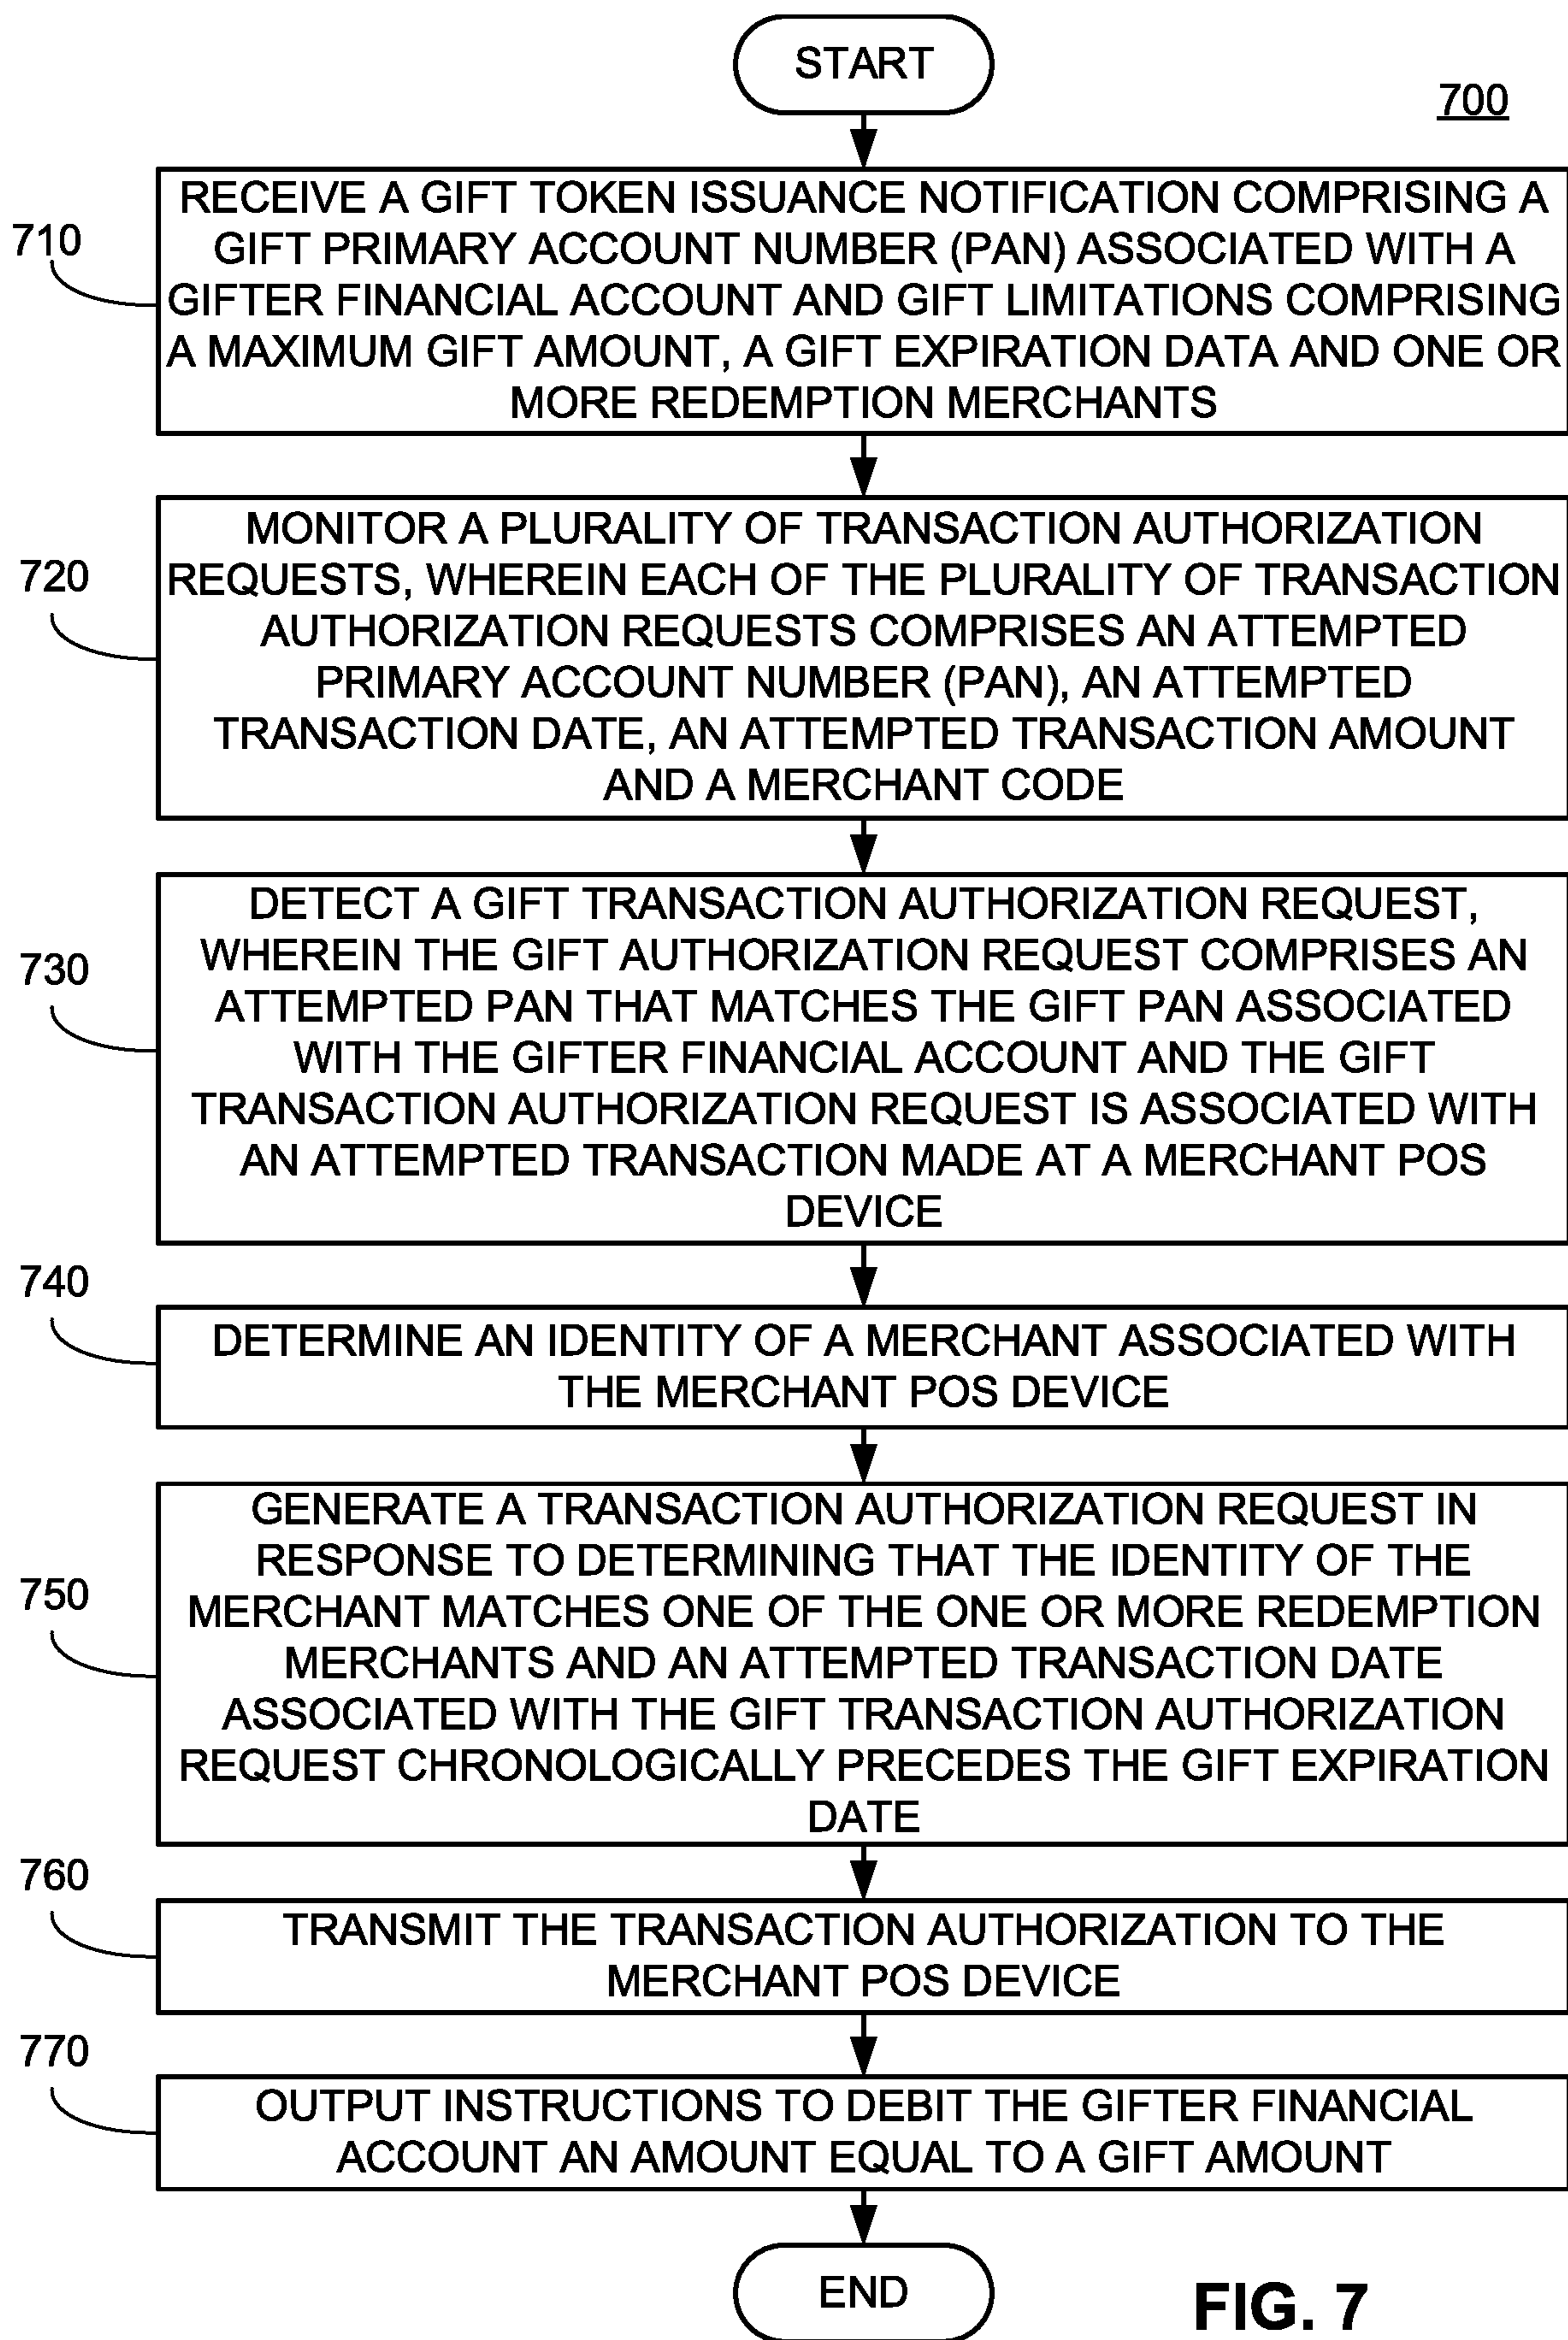 START
700
710
RECEIVE A GIFT TOKEN ISSUANCE NOTIFICATION COMPRISING A
GIFT PRIMARY ACCOUNT NUMBER (PAN) ASSOCIATED WITH A
GIFTER FINANCIAL ACCOUNT AND GIFT LIMITATIONS COMPRISING
A MAXIMUM GIFT AMOUNT, A GIFT EXPIRATION DATA AND ONE OR
MORE REDEMPTION MERCHANTS
720
MONITOR A PLURALITY OF TRANSACTION AUTHORIZATION
REQUESTS, WHEREIN EACH OF THE PLURALITY OF TRANSACTION
AUTHORIZATION REQUESTS COMPRISES AN ATTEMPTED
PRIMARY ACCOUNT NUMBER (PAN), AN ATTEMPTED
TRANSACTION DATE, AN ATTEMPTED TRANSACTION AMOUNT
AND A MERCHANT CODE
730
DETECT A GIFT TRANSACTION AUTHORIZATION REQUEST,
WHEREIN THE GIFT AUTHORIZATION REQUEST COMPRISES AN
ATTEMPTED PAN THAT MATCHES THE GIFT PAN ASSOCIATED
WITH THE GIFTER FINANCIAL ACCOUNT AND THE GIFT
TRANSACTION AUTHORIZATION REQUEST IS ASSOCIATED WITH
AN ATTEMPTED TRANSACTION MADE AT A MERCHANT POS
DEVICE
740
DETERMINE AN IDENTITY OF A MERCHANT ASSOCIATED WITH
THE MERCHANT POS DEVICE
750
GENERATE A TRANSACTION AUTHORIZATION REQUEST IN
RESPONSE TO DETERMINING THAT THE IDENTITY OF THE
MERCHANT MATCHES ONE OF THE ONE OR MORE REDEMPTION
MERCHANTS AND AN ATTEMPTED TRANSACTION DATE
ASSOCIATED WITH THE GIFT TRANSACTION AUTHORIZATION
REQUEST CHRONOLOGICALLY PRECEDES THE GIFT EXPIRATION
DATE
760
TRANSMIT THE TRANSACTION AUTHORIZATION TO THE
MERCHANT POS DEVICE
770
OUTPUT INSTRUCTIONS TO DEBIT THE GIFTER FINANCIAL
ACCOUNT AN AMOUNT EQUAL TO A GIFT AMOUNT
END
FIG. 7